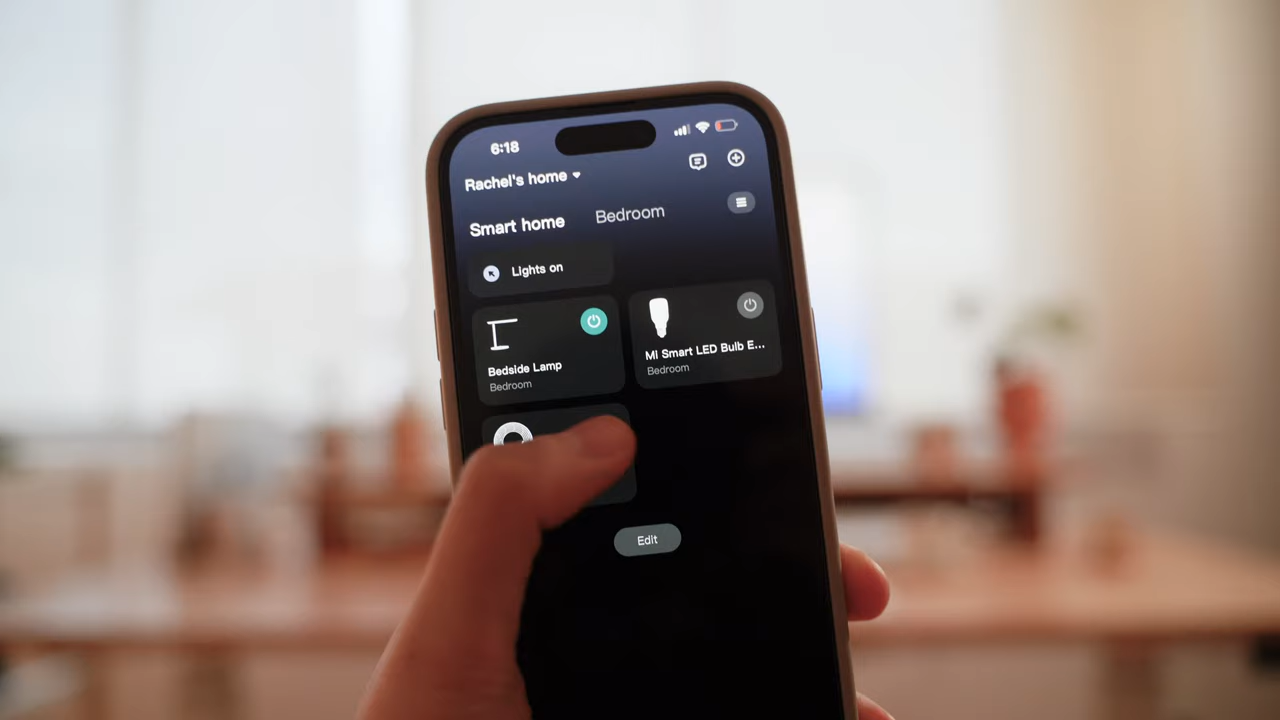 6:18
Rachel's home
Smart home Bedroom
Lights on
Bedside Lamp
Bedroom
Mi Smart LED Bulb E...
Bedroom
Edit